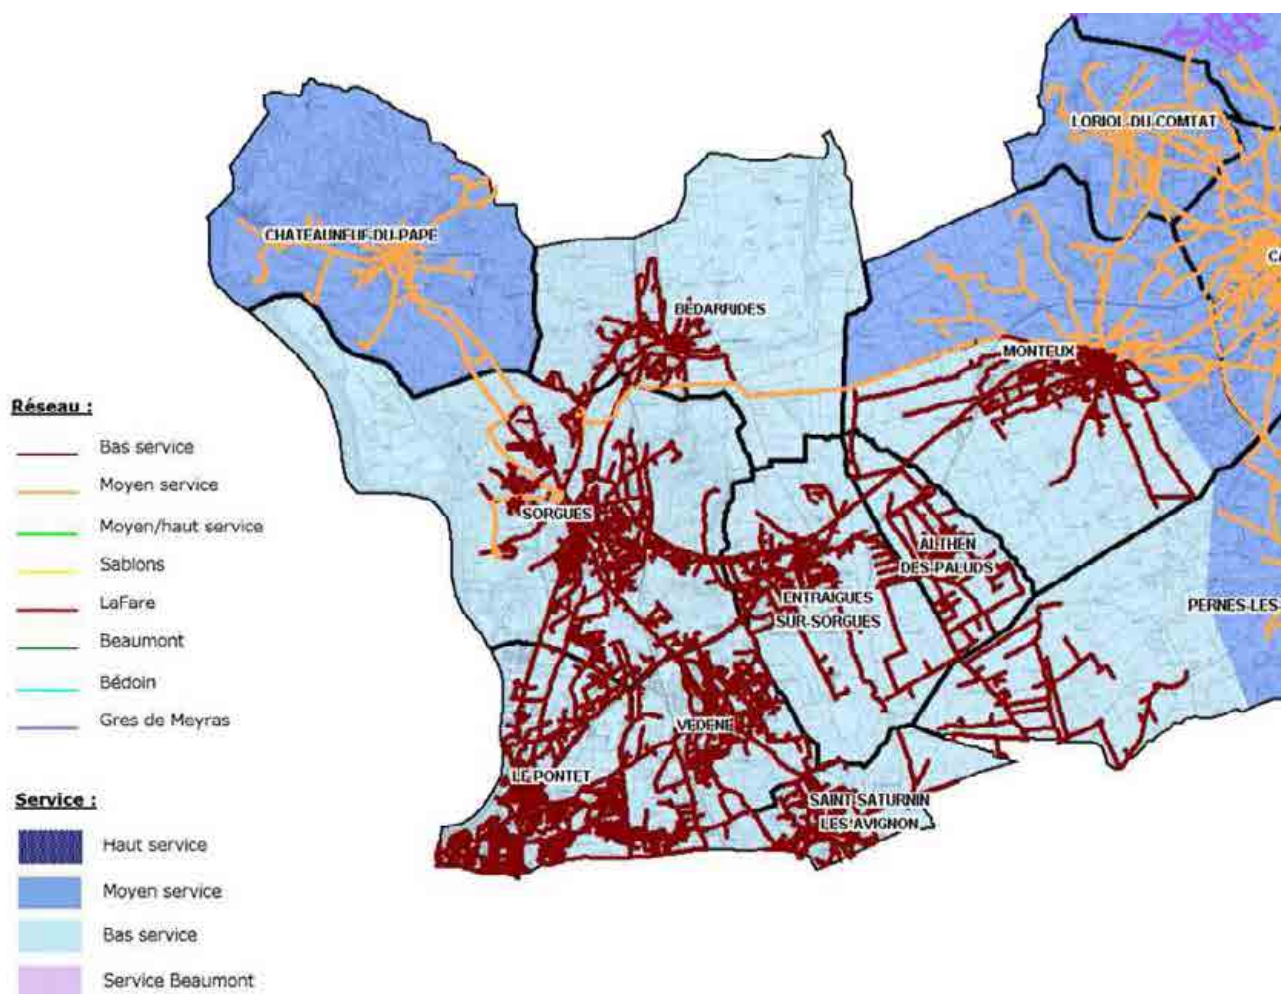 LORIOL-DU-COMTAT
CHATEAUNEUF-DU-PAPE
CA
BÉDARRIDES
MONTEUX
Réseau :
Bas service
Moyen service
Moyen/haut service
Sablons
LaFare
Beaumont
Bédoin
Gres de Meyras
SORGUES
ALTHEN
DES-PALUDS
ENTRAIGUES
SUR-SORGUES
PERNES-LES
VEDENE
LE PONTET
SAINT SATURNIN
LES AVIGNON
Service :
Haut service
Moyen service
Bas service
Service Beaumont